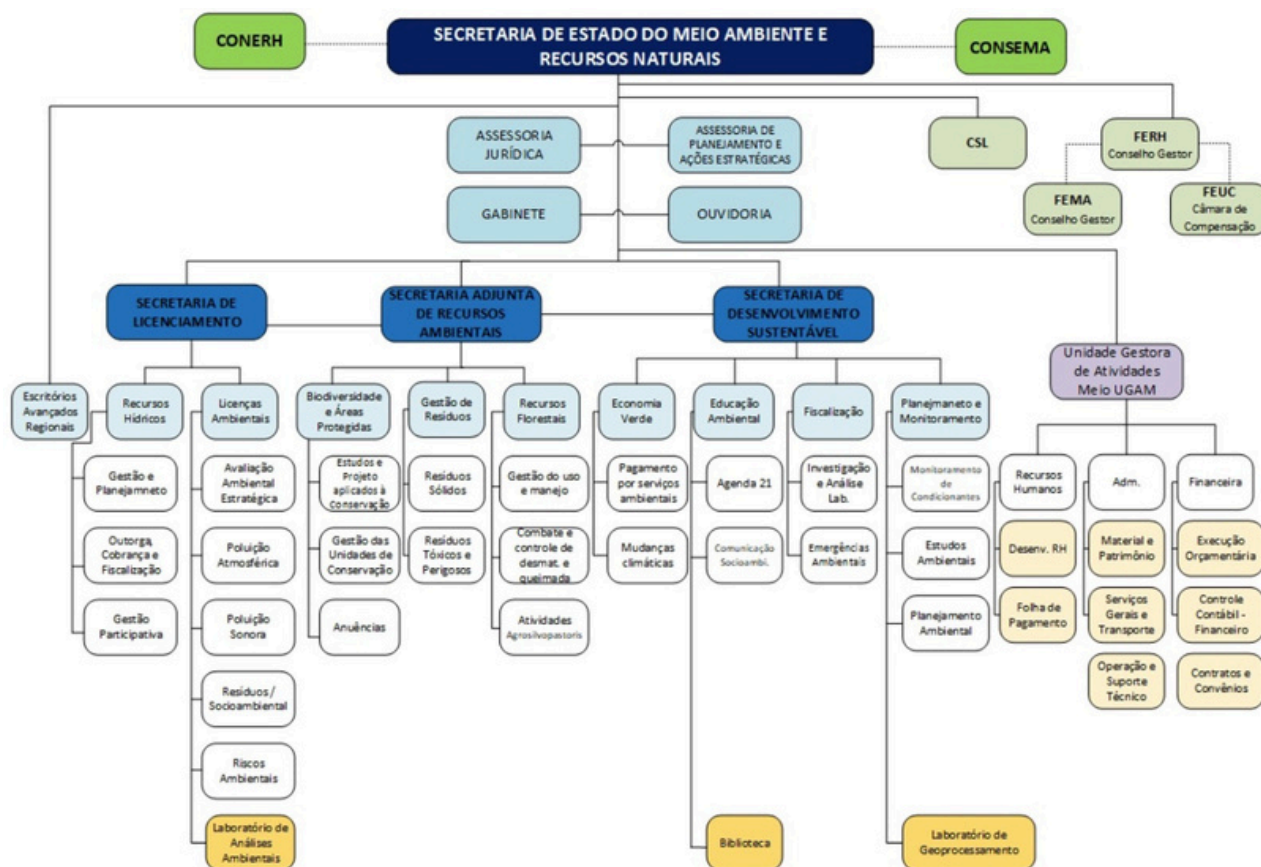 CONERH
SECRETARIA DE ESTADO DO MEIO AMBIENTE E
RECURSOS NATURAIS
CONSEMA
ASSESSORIA
JURÍDICA
ASSESSORIA DE
PLANEJAMENTO E
AÇÕES ESTRATÉGICAS
CSL
FERH
Conselho Gestor
GABINETE
OUVIDORIA
FEMA
Conselho Gestor
FEUC
Câmara de
Compensação
SECRETARIA DE
LICENCIAMENTO
SECRETARIA ADJUNTA
DE RECURSOS
AMBIENTAIS
SECRETARIA DE
DESENVOLVIMENTO
SUSTENTÁVEL
Unidade Gestora
de Atividades
Meio UGAM
Escritórios
Avançados
Regionais
Recursos
Hídricos
Licenças
Ambientais
Biodiversidade
e Áreas
Protegidas
Gestão de
Resíduos
Recursos
Florestais
Economia
Verde
Educação
Ambiental
Fiscalização
Planejmaneto e
Monitoramento
Gestão e
Planejamneto
Outorga,
Cobrança e
Fiscalização
Gestão
Participativa
Avaliação
Ambiental
Estratégica
Poluição
Atmosférica
Poluição
Sonora
Resíduos /
Socioambiental
Riscos
Ambientais
Laboratório de
Análises
Ambientais
Estudos e
Projeto
aplicados à
Conservação
Gestão das
Unidades de
Conservação
Anuências
Resíduos
Sólidos
Resíduos
Tóxicos e
Perigosos
Gestão do uso
e manejo
Combate e
controle de
desmat. e
queimada
Atividades
Agrosilvopastoris
Pagamento
por serviços
ambientais
Mudanças
climáticas
Agenda 21
Comunicação
Socioambi.
Biblioteca
Investigação
e Análise
Lab.
Emergências
Ambientais
Monitoramento
de
Condicionantes
Estudos
Ambientais
Planejamento
Ambiental
Laboratório de
Geoprocessamento
Recursos
Humanos
Desenv. RH
Folha de
Pagamento
Adm.
Material e
Patrimônio
Serviços
Gerais e
Transporte
Operação e
Suporte
Técnico
Financeira
Execução
Orçamentária
Controle
Contábil -
Financeiro
Contratos e
Convênios